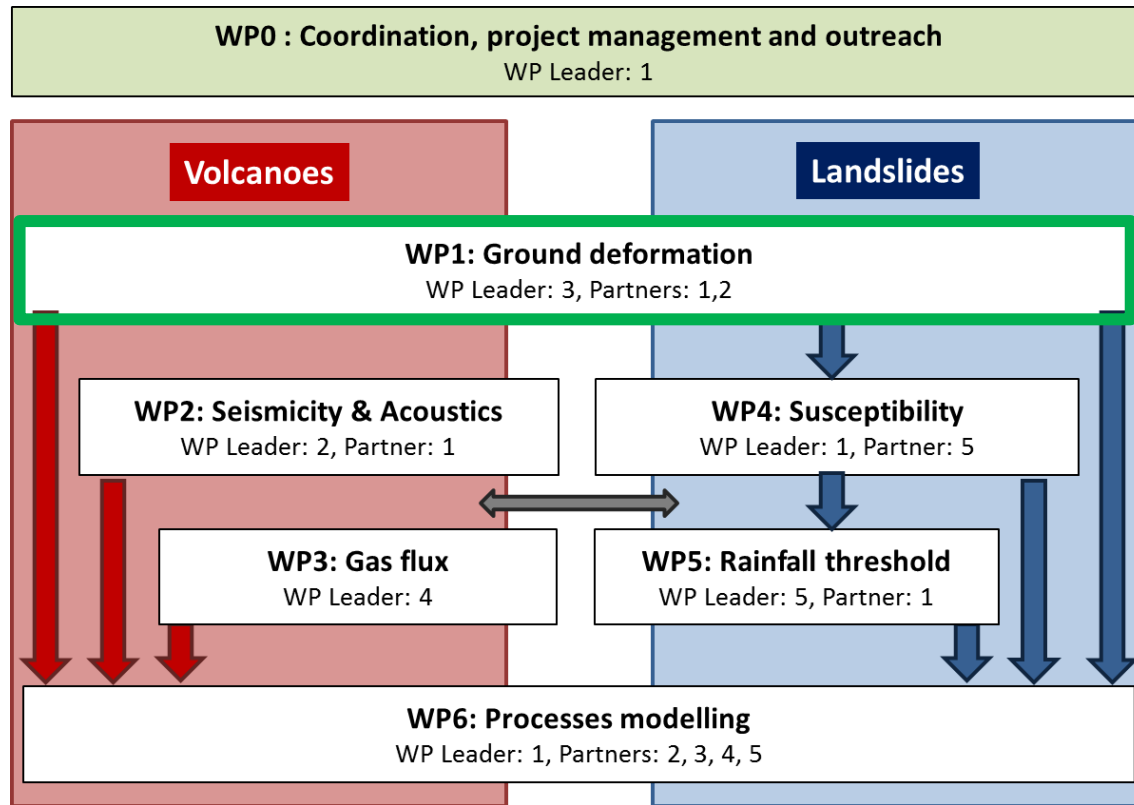 WP0 : Coordination, project management and outreach
WP Leader: 1
Volcanoes
Landslides
WP1: Ground deformation
WP Leader: 3, Partners: 1,2
WP2: Seismicity & Acoustics
WP Leader: 2, Partner: 1
WP4: Susceptibility
WP Leader: 1, Partner: 5
WP3: Gas flux
WP Leader: 4
WP5: Rainfall threshold
WP Leader: 5, Partner: 1
WP6: Processes modelling
WP Leader: 1, Partners: 2, 3, 4, 5